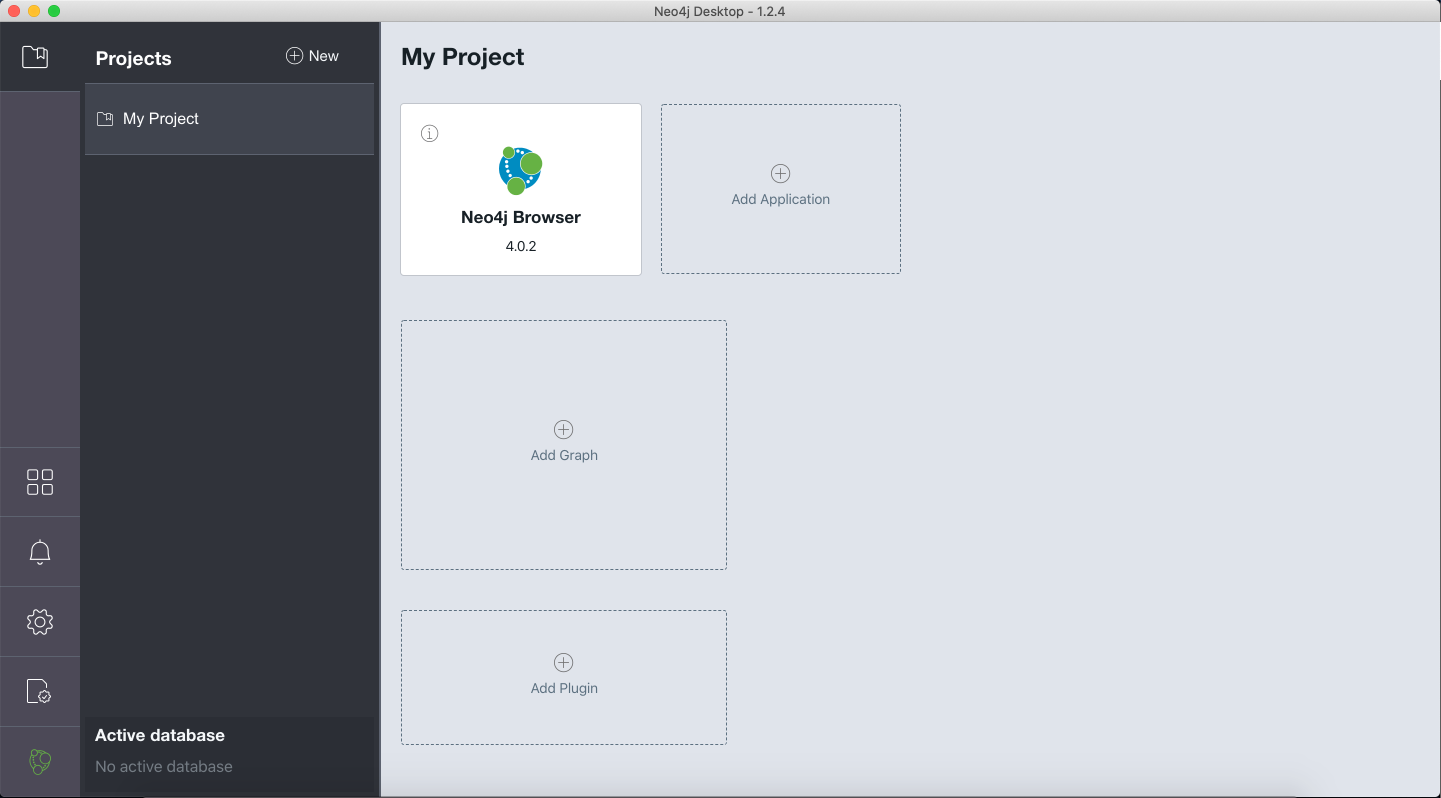 Neo4j Desktop - 1.2.4
Projects
New
My Project
Active database
No active database
My Project
Neo4j Browser
4.0.2
Add Application
Add Graph
Add Plugin